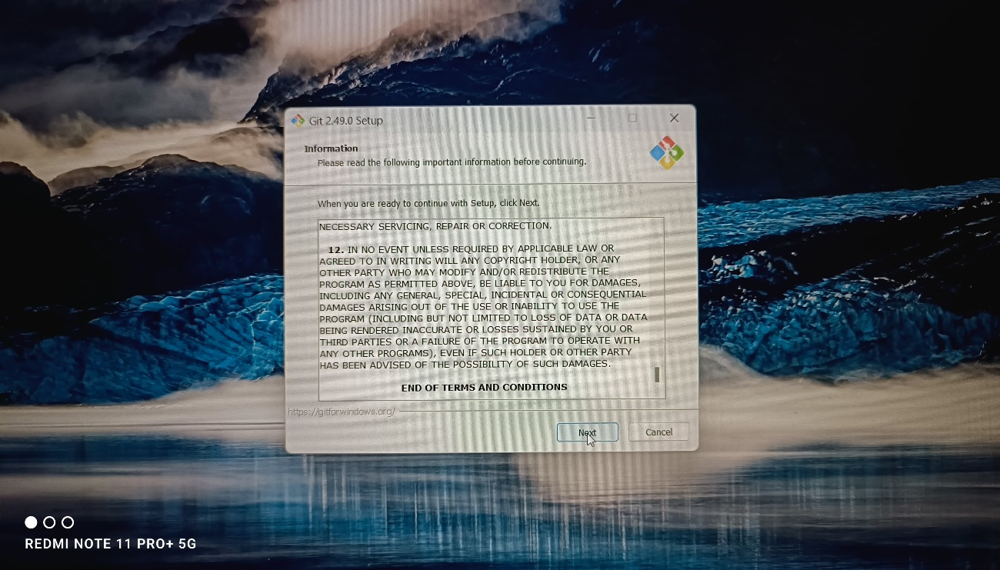 Git 2.49.0 Setup
Information
Please read the following important information before continuing.
When you are ready to continue with Setup, click Next.
NECESSARY SERVICING, REPAIR OR CORRECTION.
12. IN NO EVENT UNLESS REQUIRED BY APPLICABLE LAW OR
AGREED TO IN WRITING WILL ANY COPYRIGHT HOLDER, OR ANY
OTHER PARTY WHO MAY MODIFY AND/OR REDISTRIBUTE THE
PROGRAM AS PERMITTED ABOVE, BE LIABLE TO YOU FOR DAMAGES,
INCLUDING ANY GENERAL, SPECIAL, INCIDENTAL OR CONSEQUENTIAL
DAMAGES ARISING OUT OF THE USE OR INABILITY TO USE THE
PROGRAM (INCLUDING BUT NOT LIMITED TO LOSS OF DATA OR DATA
BEING RENDERED INACCURATE OR LOSSES SUSTAINED BY YOU OR
THIRD PARTIES OR A FAILURE OF THE PROGRAM TO OPERATE WITH
ANY OTHER PROGRAMS), EVEN IF SUCH HOLDER OR OTHER PARTY
HAS BEEN ADVISED OF THE POSSIBILITY OF SUCH DAMAGES.
END OF TERMS AND CONDITIONS
https://gitforwindows.org/
Next
Cancel
REDMI NOTE 11 PRO+ 5G